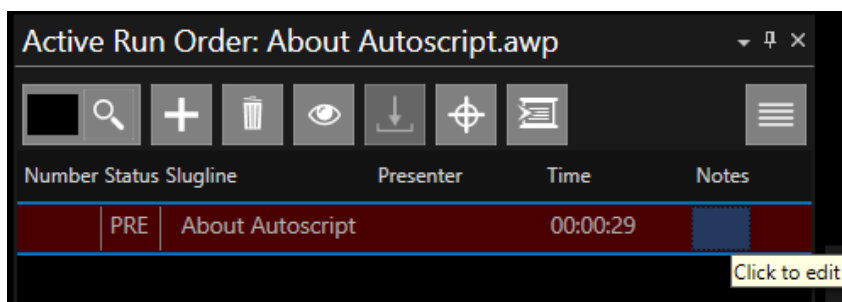 Active Run Order: About Autoscript.awp
Number Status Slugline Presenter Time Notes
PRE About Autoscript 00:00:29
Click to edit